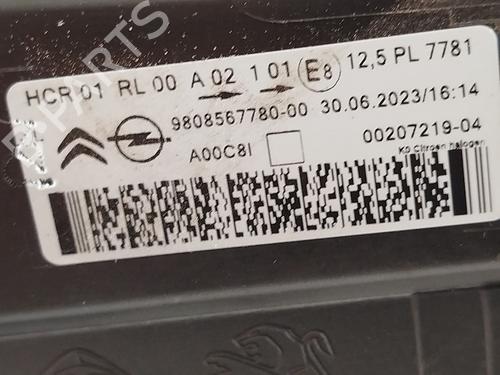 HCR 01 RL 00 A 02 1 01 E8 12,5 PL 7781
9808567780-00 30.06.2023/16:14
A00C8I 00207219-04
K0 Citroen halogen